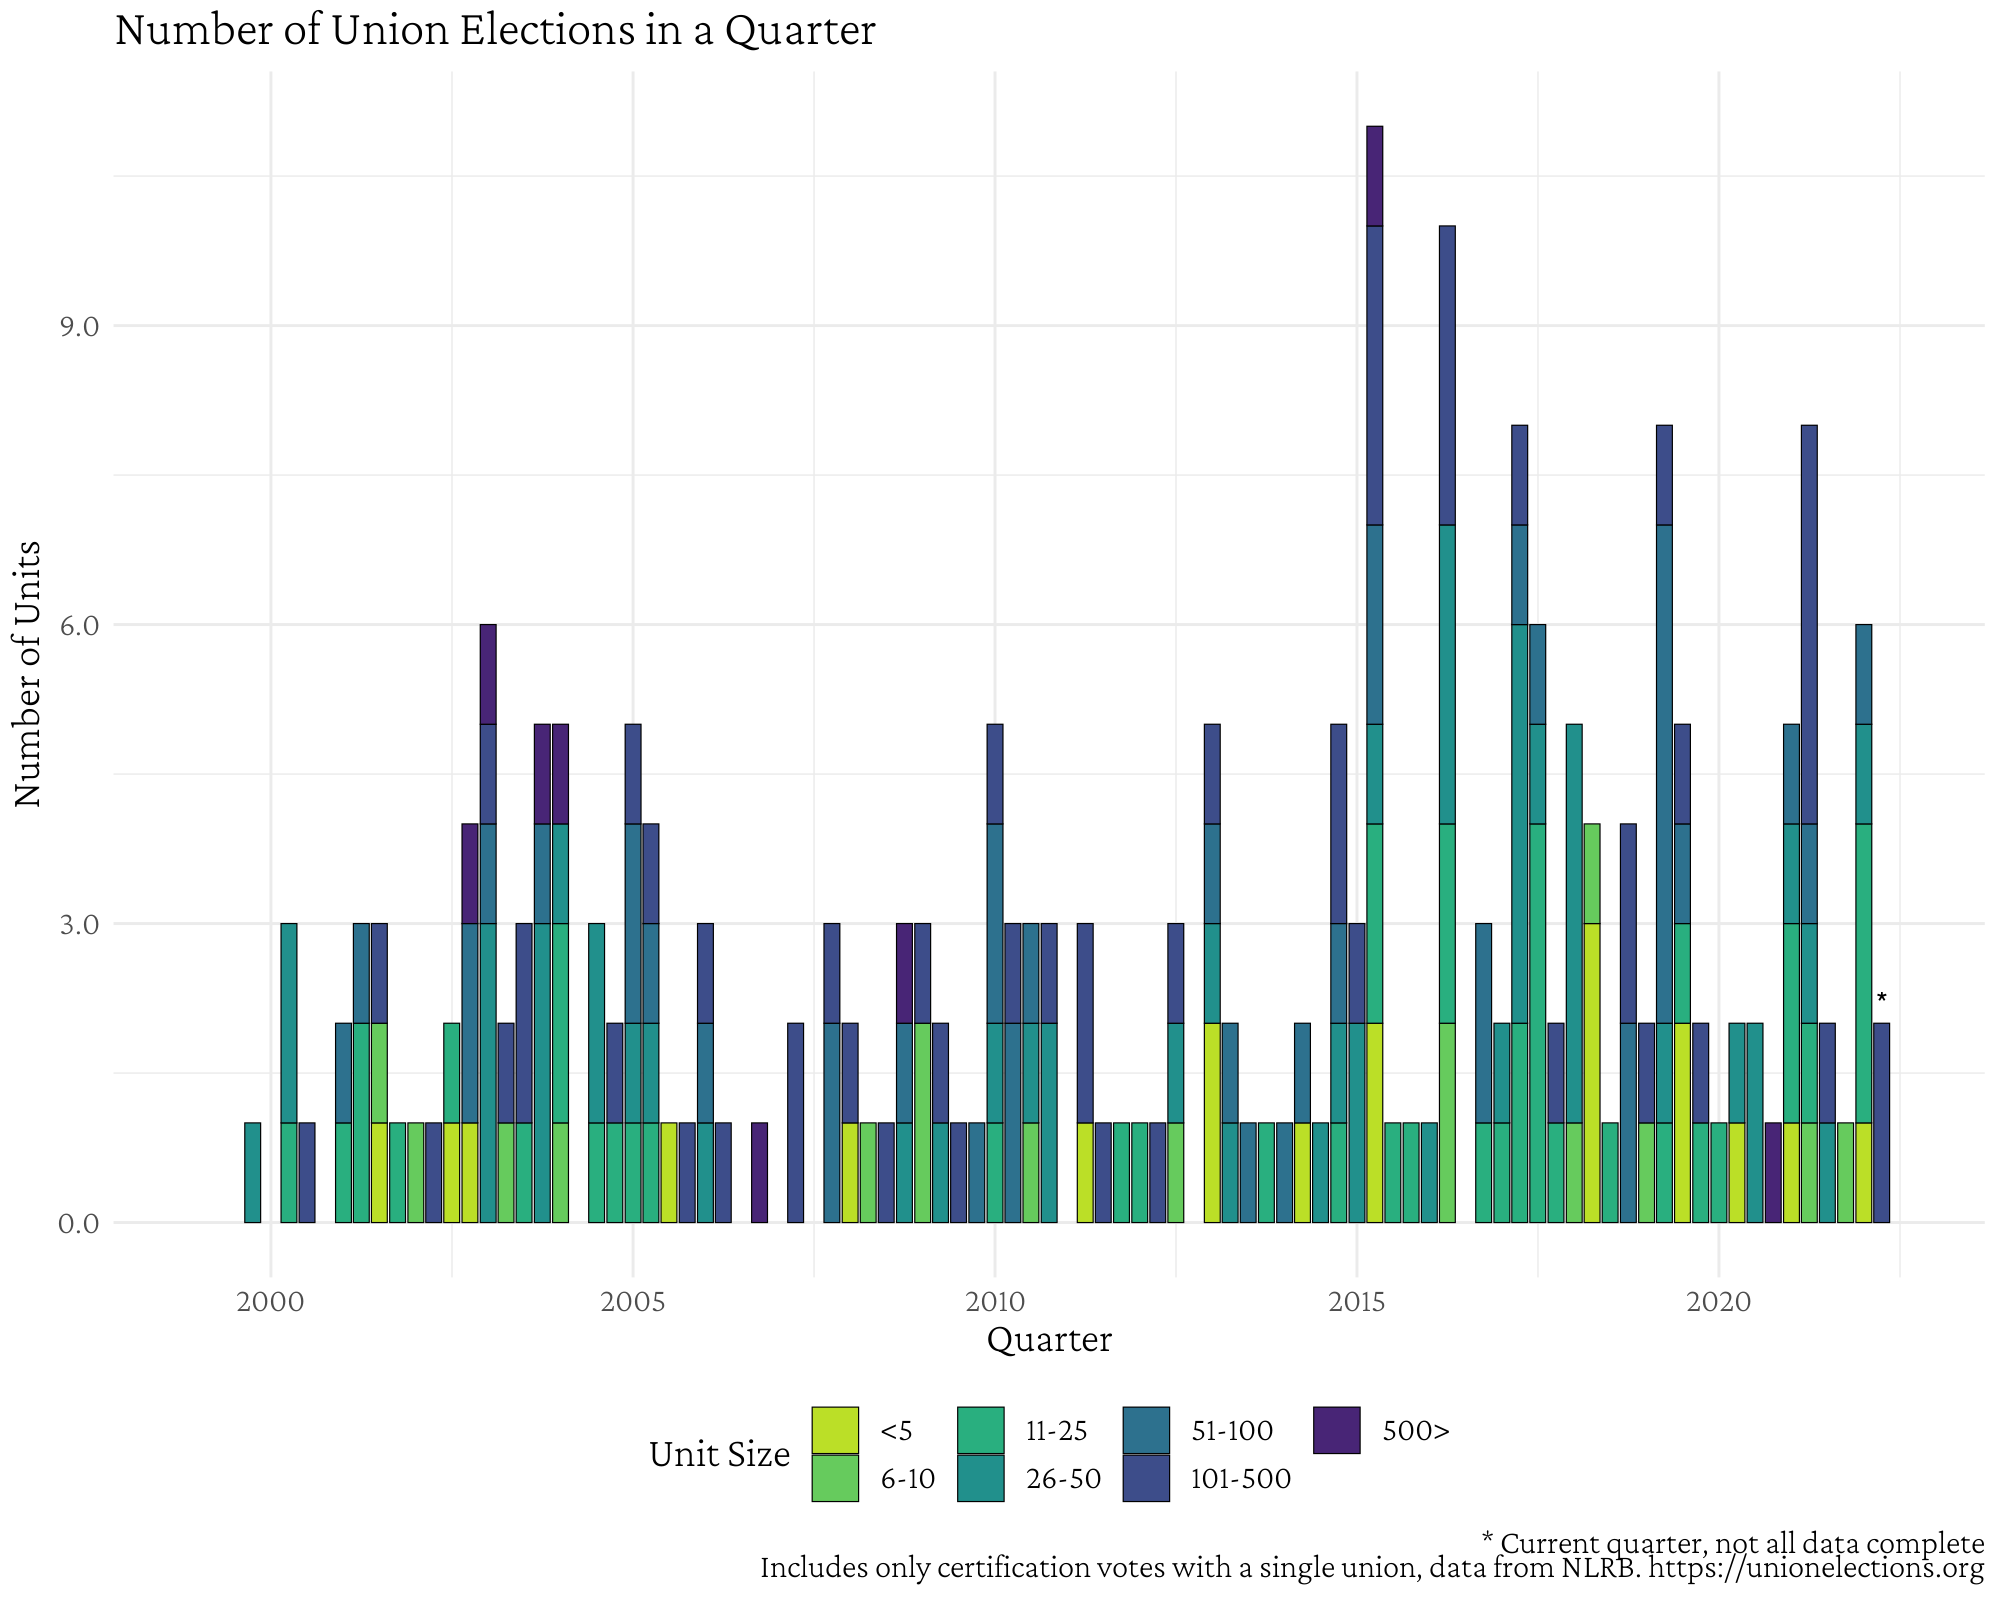 Number of Union Elections in a Quarter
Number of Units
9.0
6.0
3.0
0.0
*
2000 2005 2010 2015 2020
Quarter
Unit Size
<5 11-25 51-100 500>
6-10 26-50 101-500
* Current quarter, not all data complete
Includes only certification votes with a single union, data from NLRB. https://unionelections.org